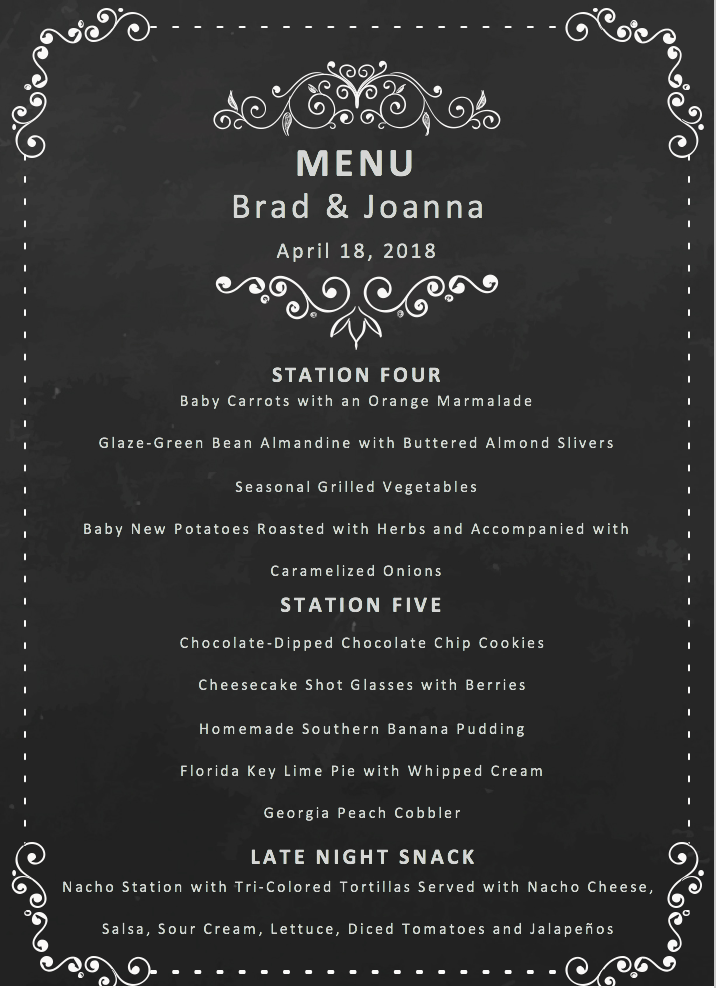 MENU
Brad & Joanna
April 18, 2018
STATION FOUR
Baby Carrots with an Orange Marmalade
Glaze-Green Bean Almandine with Buttered Almond Slivers
Seasonal Grilled Vegetables
Baby New Potatoes Roasted with Herbs and Accompanied with
Caramelized Onions
STATION FIVE
Chocolate-Dipped Chocolate Chip Cookies
Cheesecake Shot Glasses with Berries
Homemade Southern Banana Pudding
Florida Key Lime Pie with Whipped Cream
Georgia Peach Cobbler
LATE NIGHT SNACK
Nacho Station with Tri-Colored Tortillas Served with Nacho Cheese,
Salsa, Sour Cream, Lettuce, Diced Tomatoes and Jalapeños